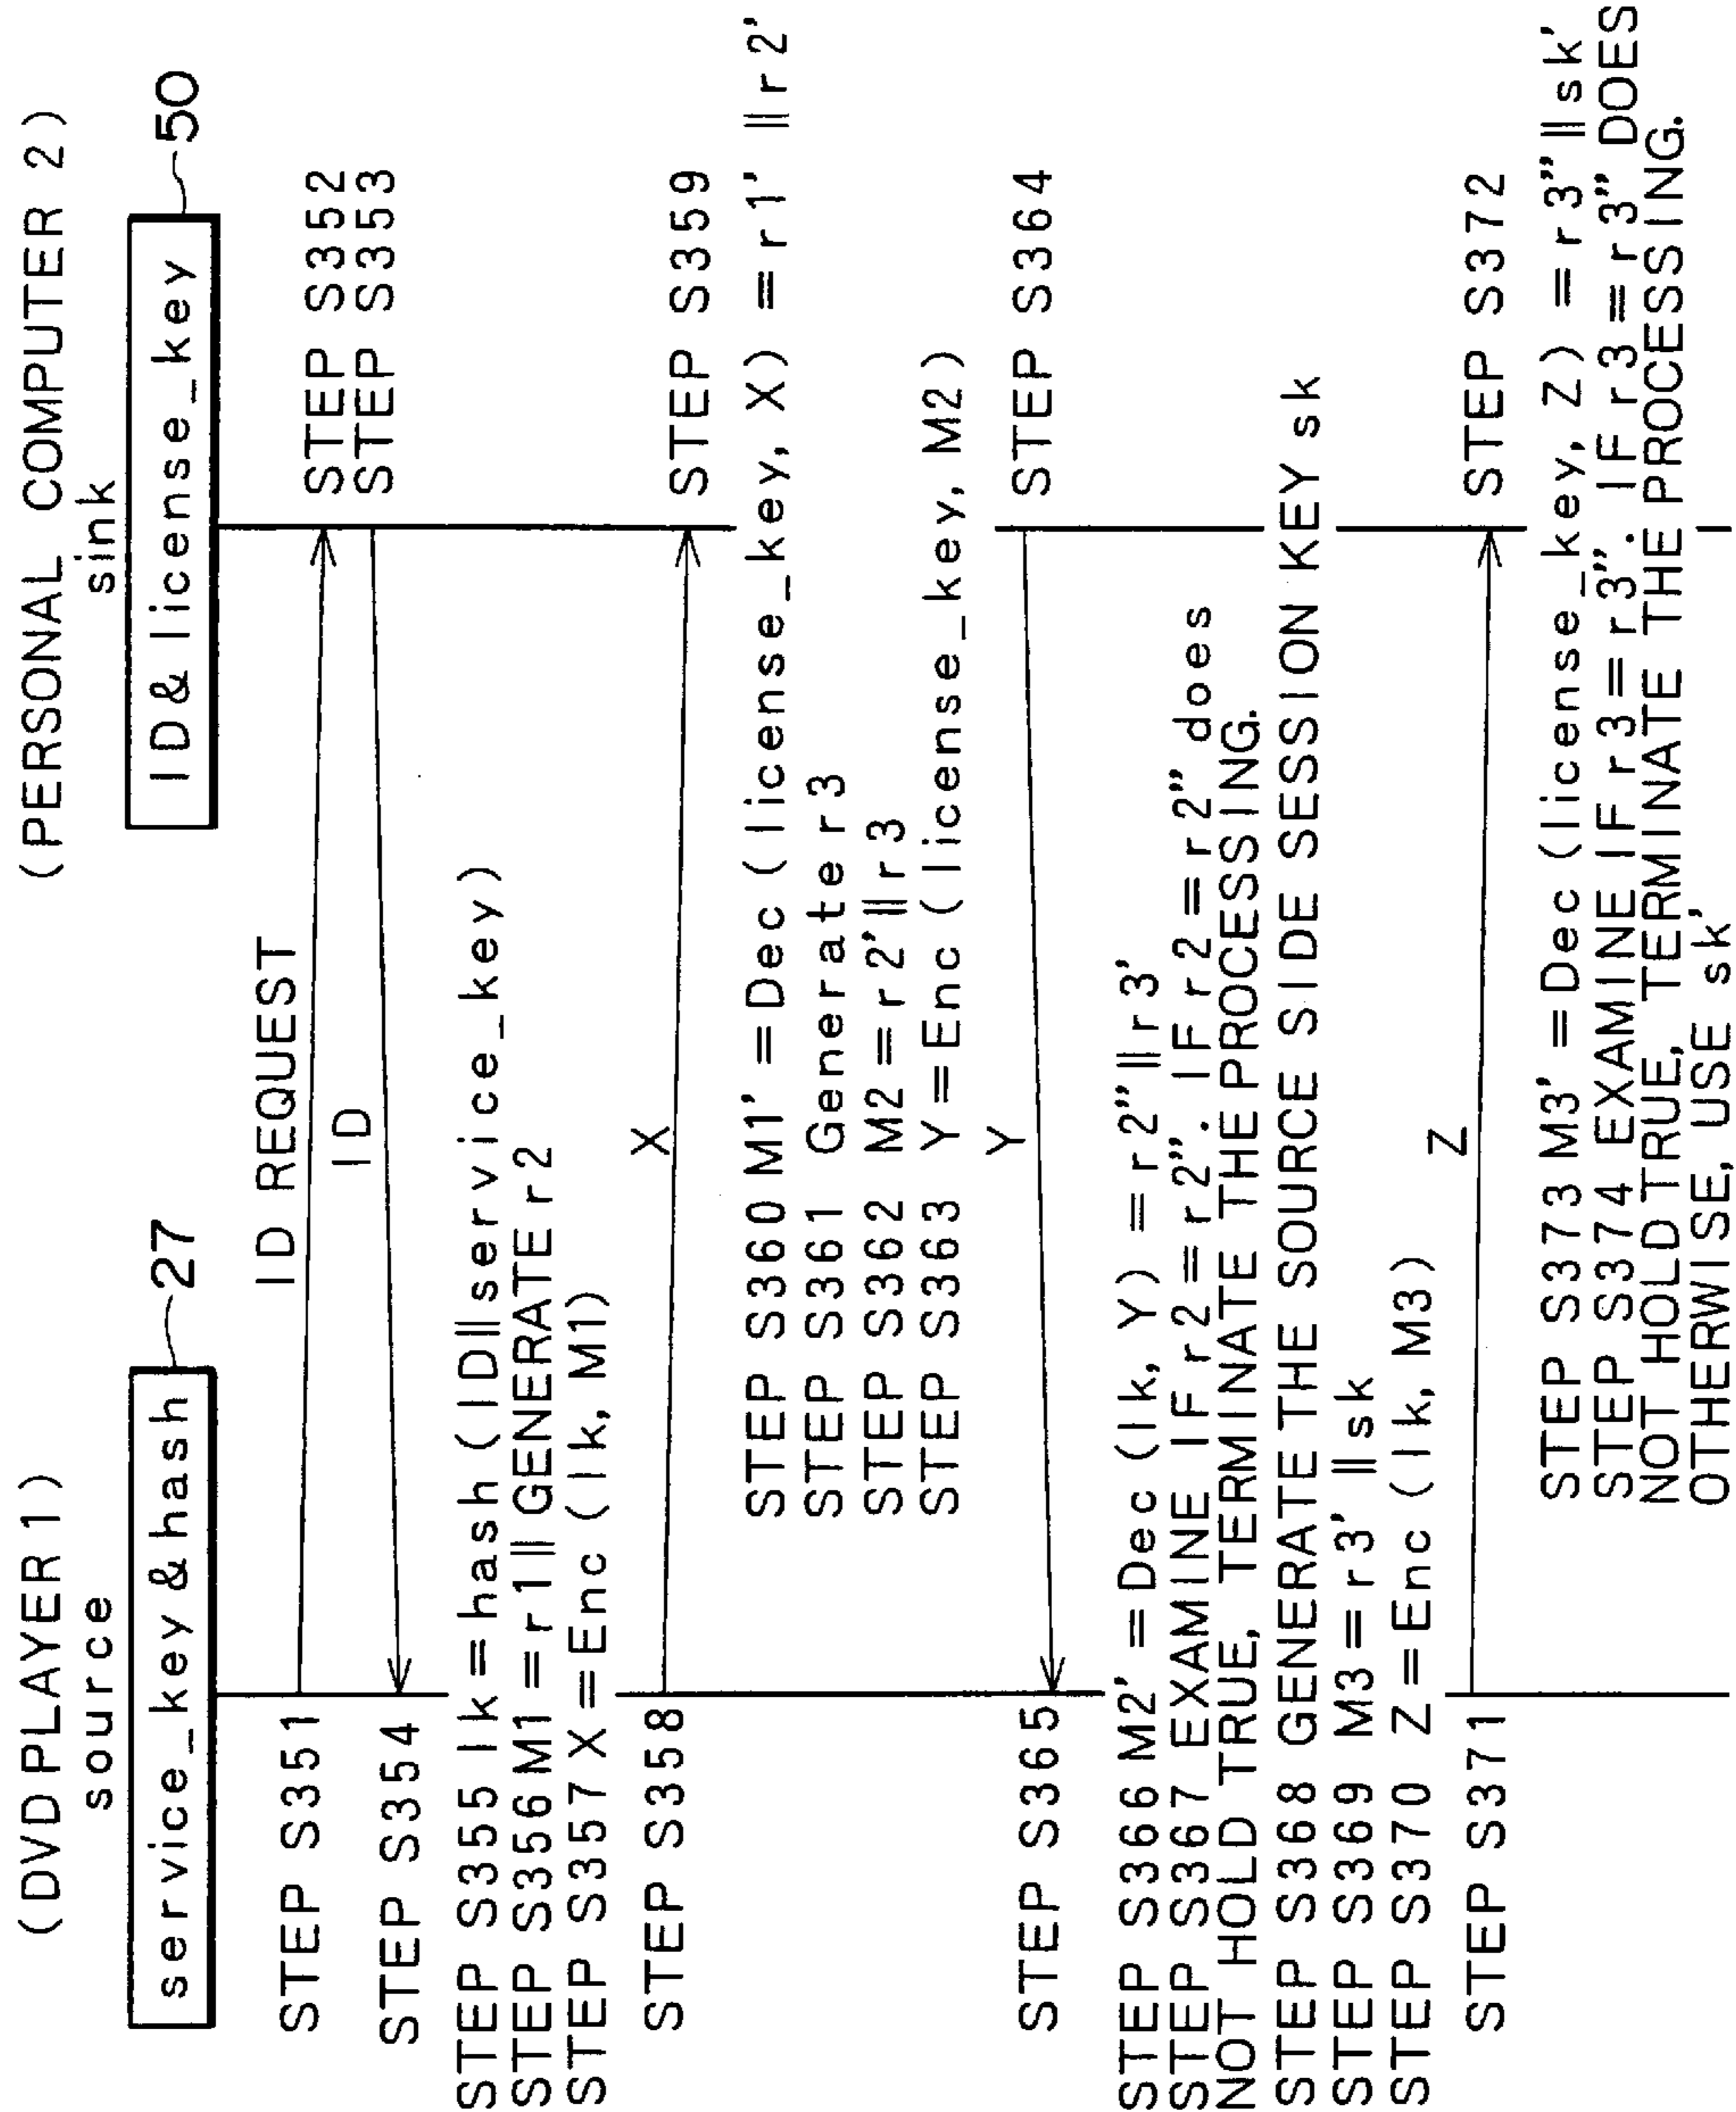 (DVD PLAYER 1)
source
(PERSONAL COMPUTER 2)
sink
service_key & hash
27
ID & license_key
50
ID REQUEST
STEP S351
STEP S352
STEP S353
ID
STEP S354
STEP S355 lk = hash (ID‖service_key)
STEP S356 M1 = r1‖ GENERATE r2
STEP S357 X = Enc (lk, M1)
STEP S358
X
STEP S359
STEP S360 M1' = Dec (license_key, X) = r1' ‖ r2'
STEP S361 Generate r3
STEP S362 M2 = r2'‖r3
STEP S363 Y = Enc (license_key, M2)
Y
STEP S364
STEP S365
STEP S366 M2' = Dec (lk, Y) = r2"‖r3'
STEP S367 EXAMINE IF r2 = r2". IF r2 = r2" does
NOT HOLD TRUE, TERMINATE THE PROCESSING.
STEP S368 GENERATE THE SOURCE SIDE SESSION KEY sk
STEP S369 M3 = r3' ‖sk
STEP S370 Z = Enc (lk, M3)
STEP S371
Z
STEP S372
STEP S373 M3' = Dec (license_key, Z) = r3"‖sk'
STEP S374 EXAMINE IF r3 = r3". IF r3 = r3" DOES
NOT HOLD TRUE, TERMINATE THE PROCESSING.
OTHERWISE, USE sk'